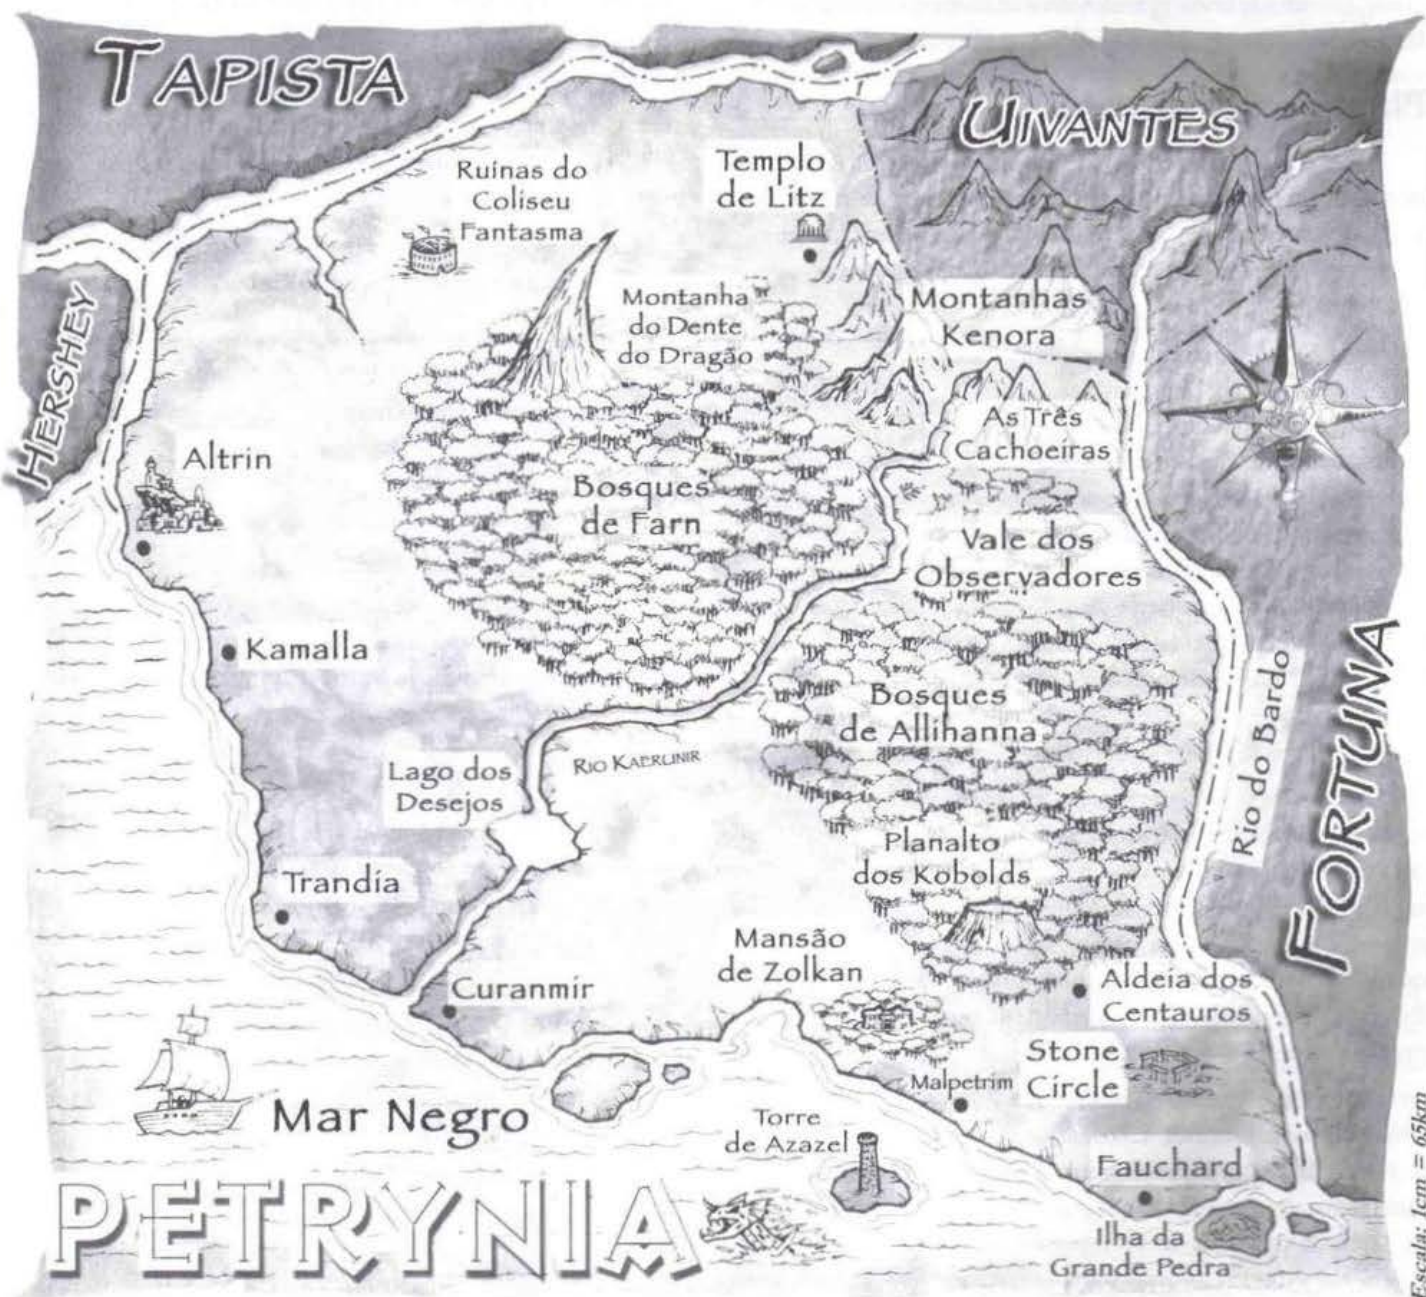 TAPISTA
UIVANTES
Ruínas do
Coliseu
Fantasma
Templo
de Litz
HERSHEY
Montanha
do Dente
do Dragão
Montanhas
Kenora
As Três
Cachoeiras
Altrin
Bosques
de Farn
Vale dos
Observadores
Kamalla
Bosques
de Allihanna
Rio do Bardo
FORTUNA
Lago dos
Desejos
RIO KAERUNIR
Planalto
dos Kobolds
Trandia
Mansão
de Zolkan
Curanmir
Aldeia dos
Centauros
Stone
Circle
Malpetrim
Mar Negro
Torre
de Azazel
Fauchard
Ilha da
Grande Pedra
PETRYNIA
Escala: 1cm = 65km